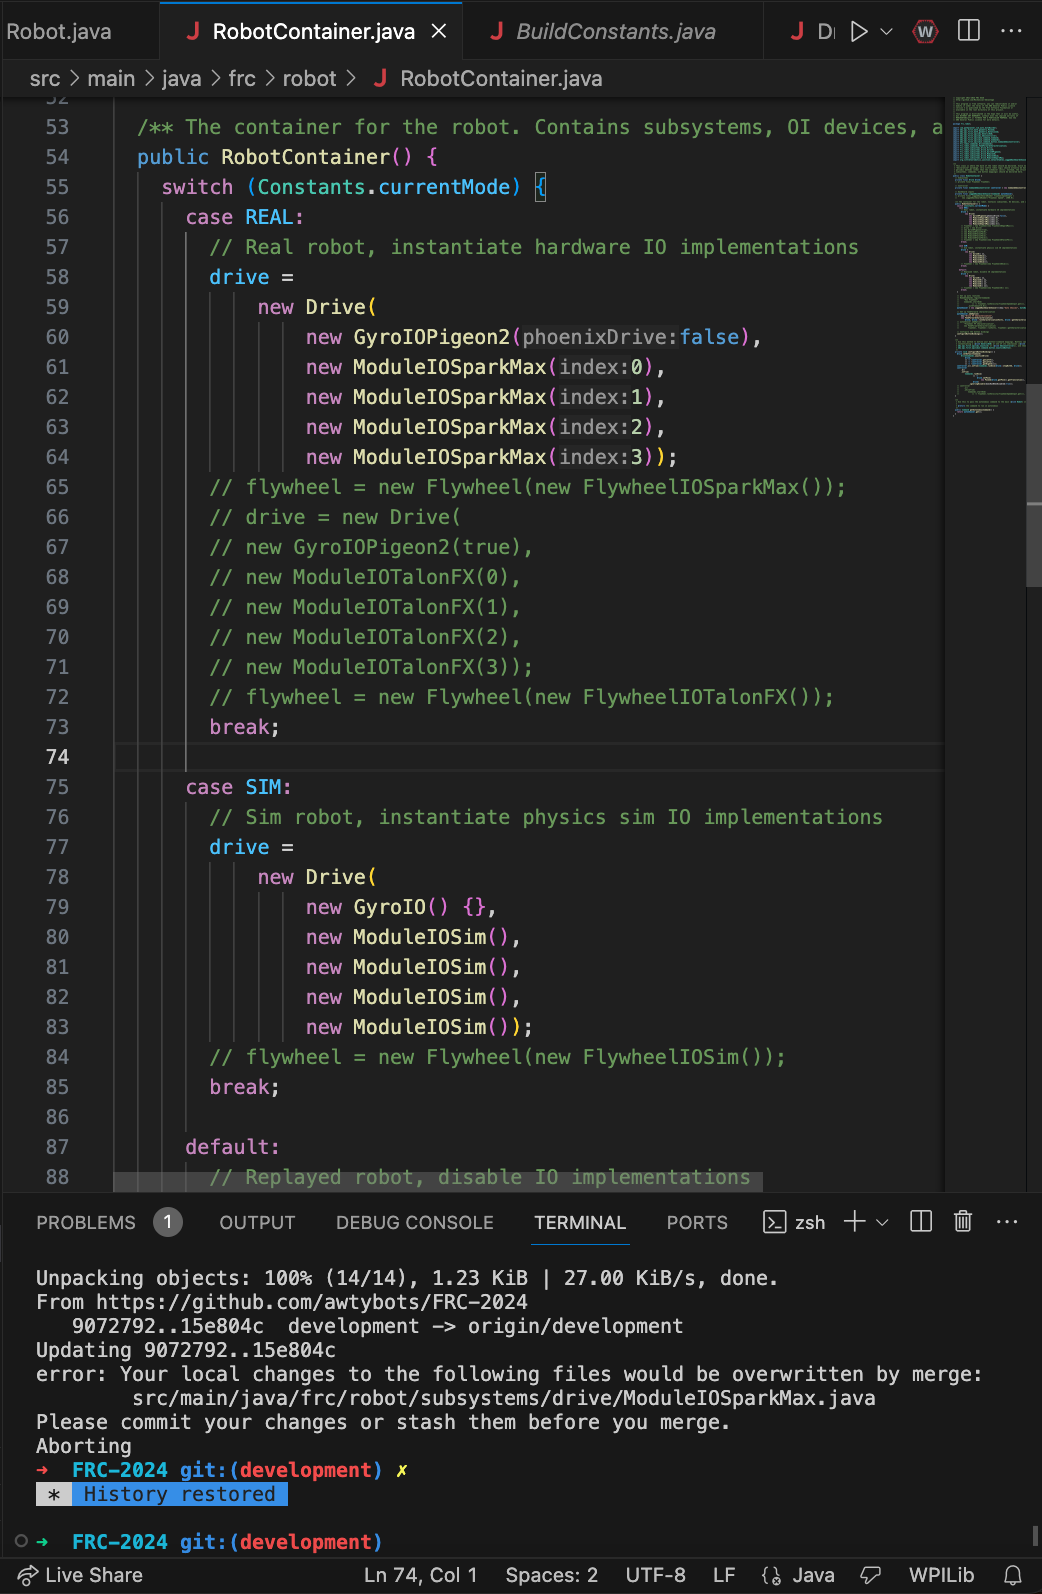 Robot.java J RobotContainer.java × J BuildConstants.java J D W ···
src > main > java > frc > robot > J RobotContainer.java
52
53 /** The container for the robot. Contains subsystems, OI devices, a
54 public RobotContainer() {
55 switch (Constants.currentMode) {
56 case REAL:
57 // Real robot, instantiate hardware IO implementations
58 drive =
59 new Drive(
60 new GyroIOPigeon2(phoenixDrive:false),
61 new ModuleIOSparkMax(index:0),
62 new ModuleIOSparkMax(index:1),
63 new ModuleIOSparkMax(index:2),
64 new ModuleIOSparkMax(index:3));
65 // flywheel = new Flywheel(new FlywheelIOSparkMax());
66 // drive = new Drive(
67 // new GyroIOPigeon2(true),
68 // new ModuleIOTalonFX(0),
69 // new ModuleIOTalonFX(1),
70 // new ModuleIOTalonFX(2),
71 // new ModuleIOTalonFX(3));
72 // flywheel = new Flywheel(new FlywheelIOTalonFX());
73 break;
74
75 case SIM:
76 // Sim robot, instantiate physics sim IO implementations
77 drive =
78 new Drive(
79 new GyroIO() {},
80 new ModuleIOSim(),
81 new ModuleIOSim(),
82 new ModuleIOSim(),
83 new ModuleIOSim());
84 // flywheel = new Flywheel(new FlywheelIOSim());
85 break;
86
87 default:
88 // Replayed robot, disable IO implementations
PROBLEMS 1 OUTPUT DEBUG CONSOLE TERMINAL PORTS zsh ···
Unpacking objects: 100% (14/14), 1.23 KiB | 27.00 KiB/s, done.
From https://github.com/awtybots/FRC-2024
9072792..15e804c development -> origin/development
Updating 9072792..15e804c
error: Your local changes to the following files would be overwritten by merge:
src/main/java/frc/robot/subsystems/drive/ModuleIOSparkMax.java
Please commit your changes or stash them before you merge.
Aborting
→ FRC-2024 git:(development) ✗
* History restored
→ FRC-2024 git:(development)
Live Share Ln 74, Col 1 Spaces: 2 UTF-8 LF Java WPILib